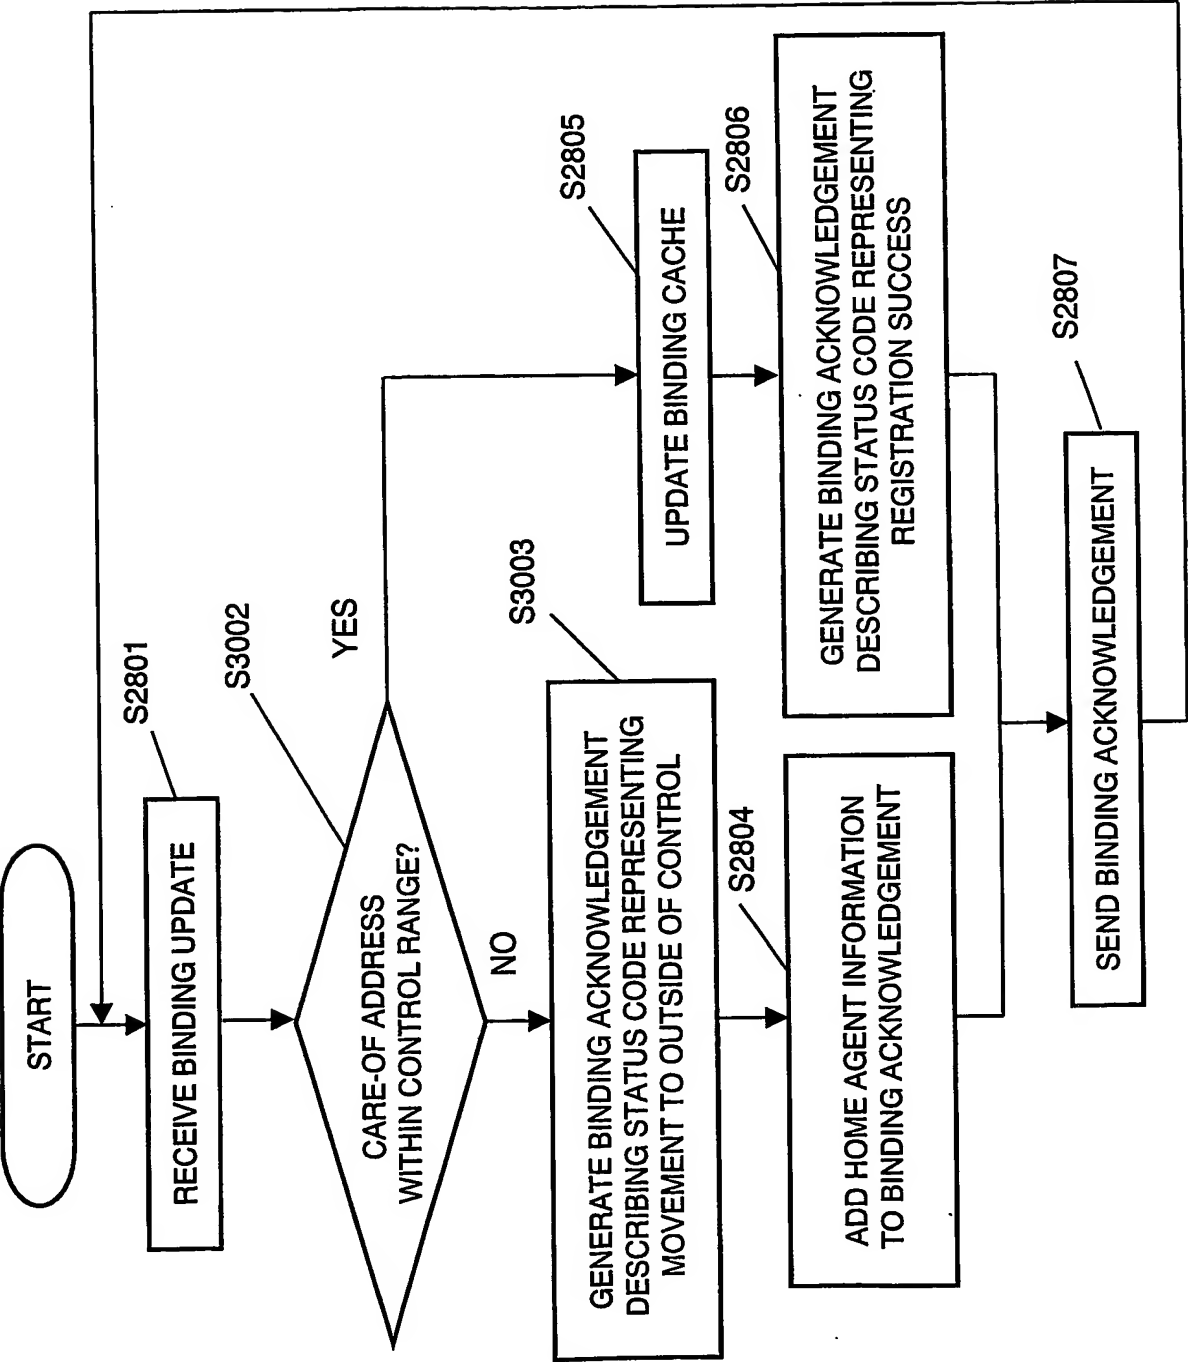 START
S2801
RECEIVE BINDING UPDATE
S3002
CARE-OF ADDRESS
WITHIN CONTROL RANGE?
YES
NO
S3003
GENERATE BINDING ACKNOWLEDGEMENT
DESCRIBING STATUS CODE REPRESENTING
MOVEMENT TO OUTSIDE OF CONTROL
S2805
UPDATE BINDING CACHE
S2804
ADD HOME AGENT INFORMATION
TO BINDING ACKNOWLEDGEMENT
S2806
GENERATE BINDING ACKNOWLEDGEMENT
DESCRIBING STATUS CODE REPRESENTING
REGISTRATION SUCCESS
S2807
SEND BINDING ACKNOWLEDGEMENT